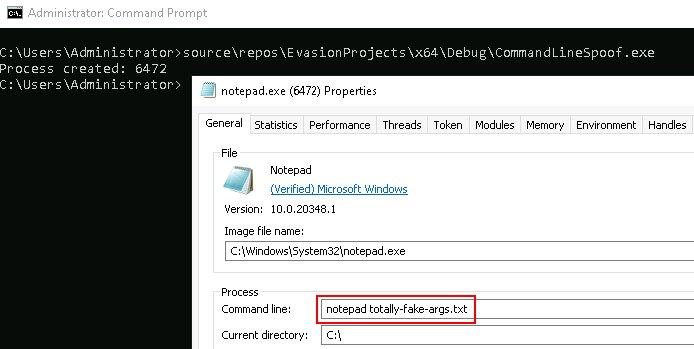 Administrator: Command Prompt
C:\Users\Administrator>source\repos\EvasionProjects\x64\Debug\CommandLineSpoof.exe
Process created: 6472
C:\Users\Administrator>
notepad.exe (6472) Properties
General Statistics Performance Threads Token Modules Memory Environment Handles
File
Notepad
(Verified) Microsoft Windows
Version: 10.0.20348.1
Image file name:
C:\Windows\System32\notepad.exe
Process
Command line: notepad totally-fake-args.txt
Current directory: C:\